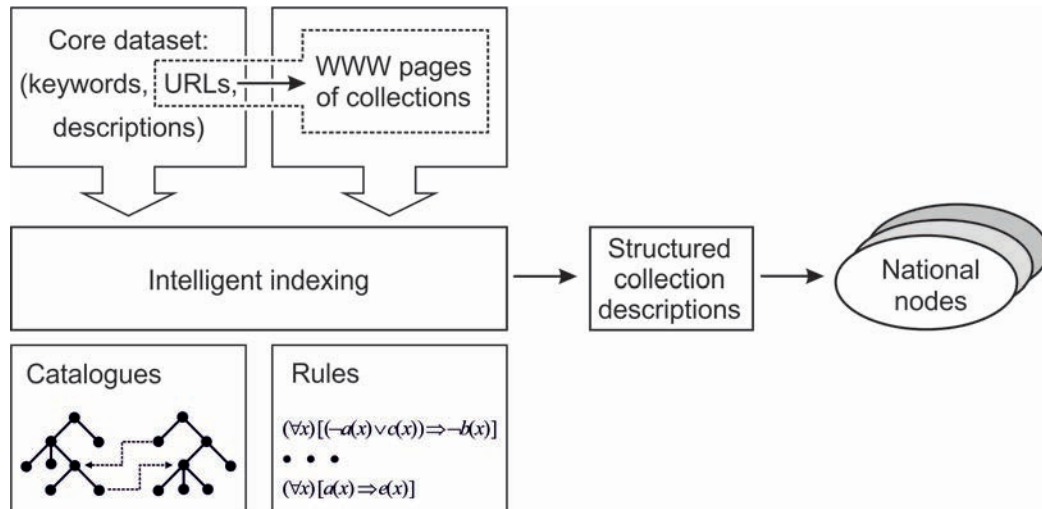 Core dataset:
(keywords, URLs,
descriptions)
WWW pages
of collections
Intelligent indexing
Structured
collection
descriptions
National
nodes
Catalogues
Rules
(∀x)[(¬a(x)∨c(x))⇒¬b(x)]
• • •
(∀x)[a(x)⇒e(x)]